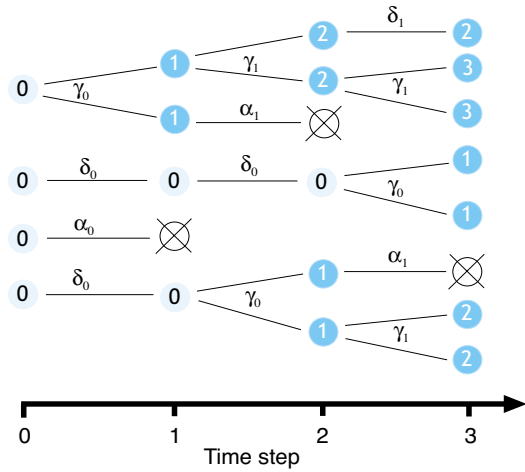 2 δ₁ 2
1 γ₁ 2 γ₁ 3
0 γ₀ 3
1 α₁
0 δ₀ 0 δ₀ 0 γ₀ 1
1
0 α₀
0 δ₀ 0 γ₀ 1 α₁
1 γ₁ 2
2
0 1 2 3
Time step